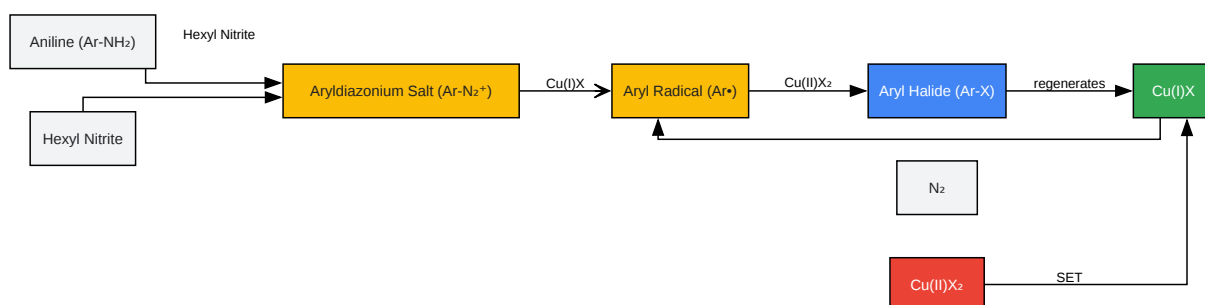 Aniline (Ar-NH₂)
Hexyl Nitrite
Hexyl Nitrite
Aryldiazonium Salt (Ar-N₂⁺)
Cu(I)X
Aryl Radical (Ar•)
Cu(II)X₂
Aryl Halide (Ar-X)
regenerates
Cu(I)X
N₂
Cu(II)X₂
SET